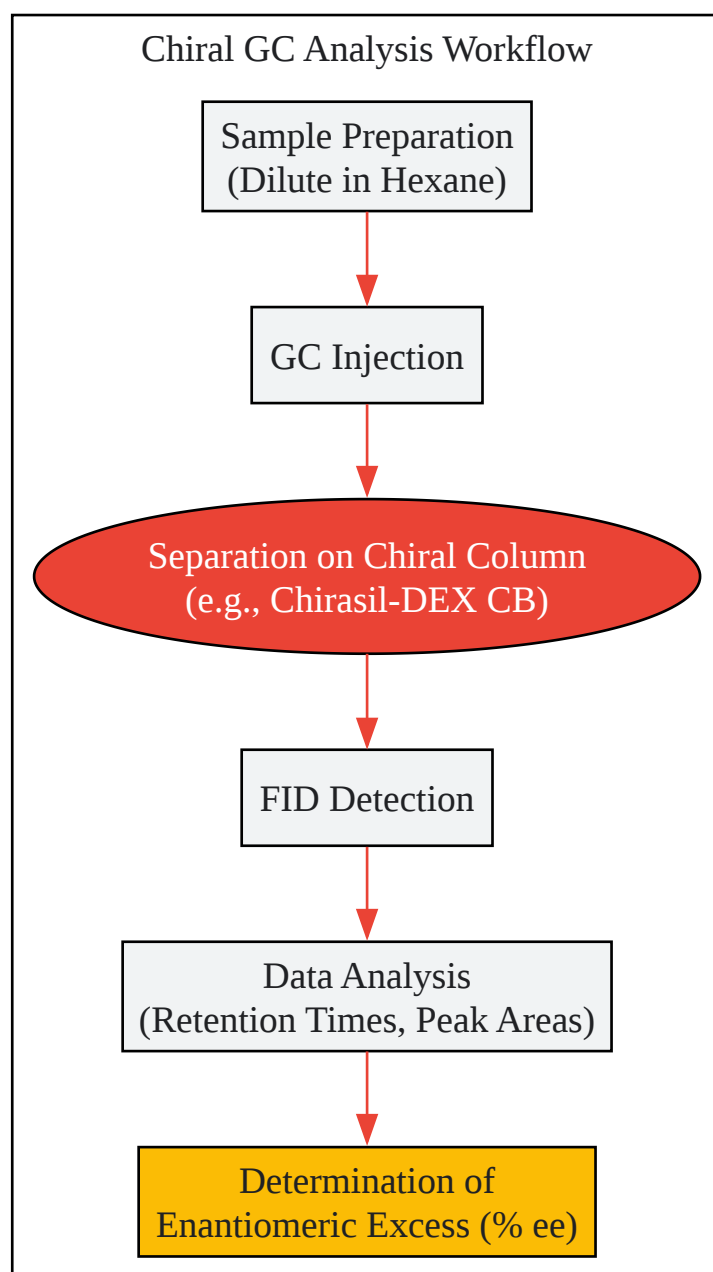 Chiral GC Analysis Workflow
Sample Preparation
(Dilute in Hexane)
GC Injection
Separation on Chiral Column
(e.g., Chirasil-DEX CB)
FID Detection
Data Analysis
(Retention Times, Peak Areas)
Determination of
Enantiomeric Excess (% ee)